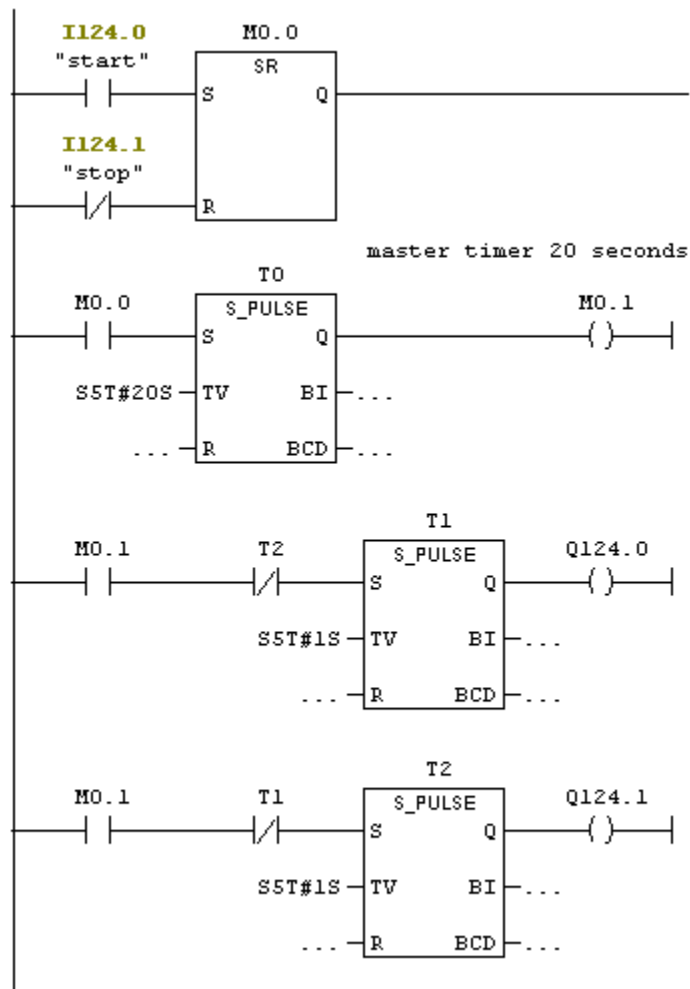 I124.0 M0.0
"start" SR
S Q
I124.1
"stop"
R
master timer 20 seconds
T0
M0.0 S_PULSE M0.1
S Q
S5T#20S TV BI ...
... R BCD ...
T1
M0.1 T2 S_PULSE Q124.0
S Q
S5T#1S TV BI ...
... R BCD ...
T2
M0.1 T1 S_PULSE Q124.1
S Q
S5T#1S TV BI ...
... R BCD ...